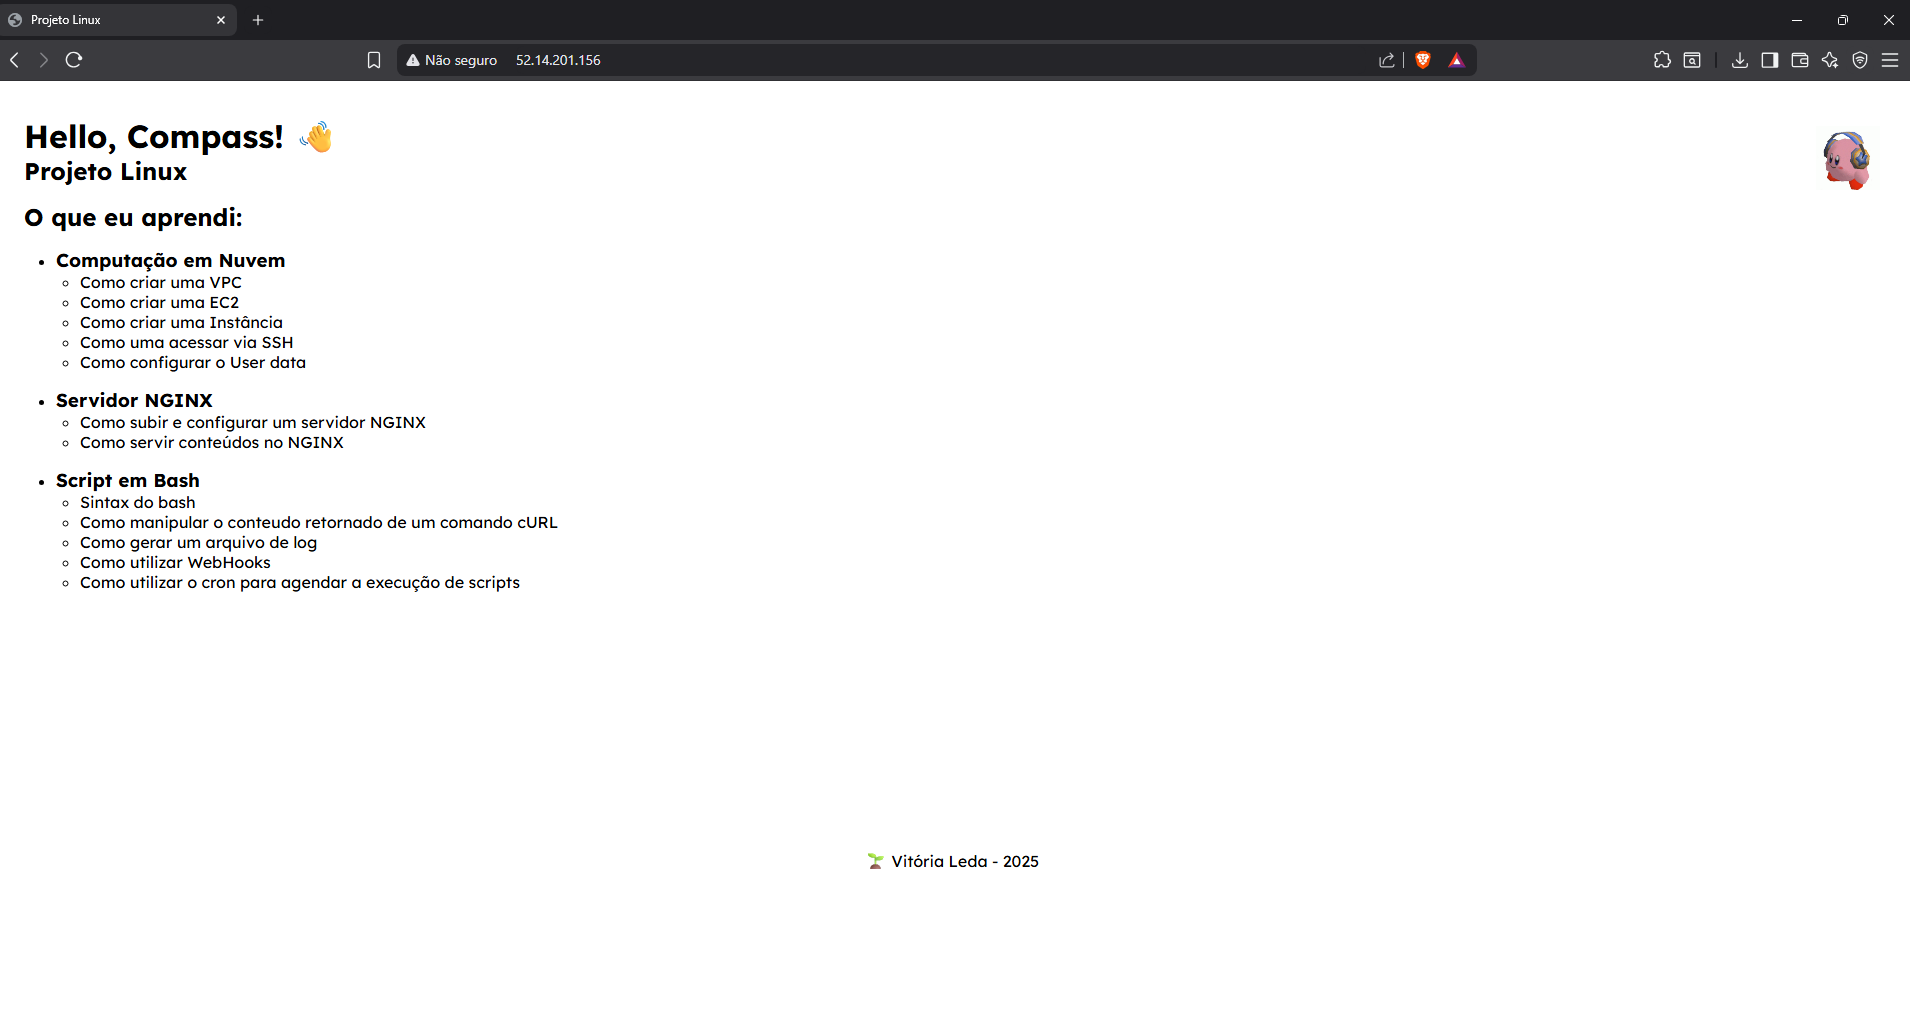 Projeto Linux
Não seguro 52.14.201.156
Hello, Compass! 👋
Projeto Linux
O que eu aprendi:
Computação em Nuvem
Como criar uma VPC
Como criar uma EC2
Como criar uma Instância
Como uma acessar via SSH
Como configurar o User data
Servidor NGINX
Como subir e configurar um servidor NGINX
Como servir conteúdos no NGINX
Script em Bash
Sintax do bash
Como manipular o conteudo retornado de um comando cURL
Como gerar um arquivo de log
Como utilizar WebHooks
Como utilizar o cron para agendar a execução de scripts
🌱 Vitória Leda - 2025